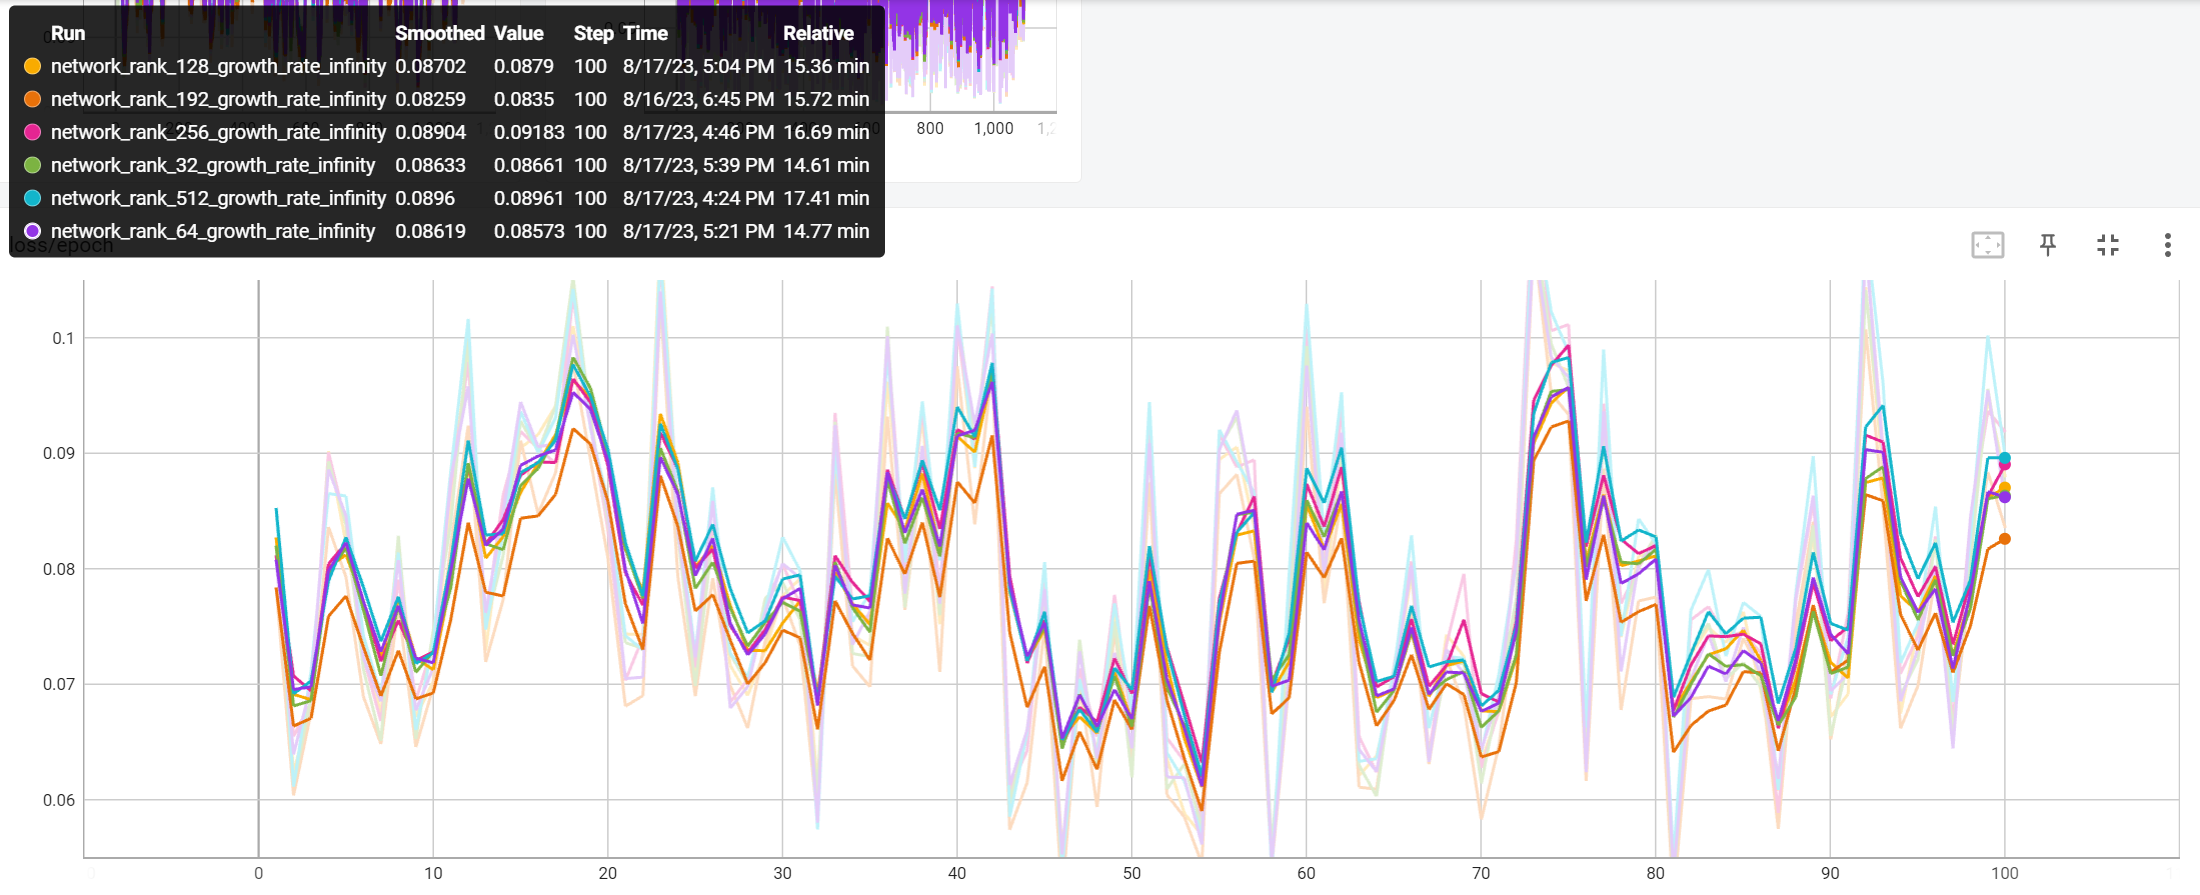 Run Smoothed Value Step Time Relative
network_rank_128_growth_rate_infinity 0.08702 0.0879 100 8/17/23, 5:04 PM 15.36 min
network_rank_192_growth_rate_infinity 0.08259 0.0835 100 8/16/23, 6:45 PM 15.72 min
network_rank_256_growth_rate_infinity 0.08904 0.09183 100 8/17/23, 4:46 PM 16.69 min
network_rank_32_growth_rate_infinity 0.08633 0.08661 100 8/17/23, 5:39 PM 14.61 min
network_rank_512_growth_rate_infinity 0.0896 0.08961 100 8/17/23, 4:24 PM 17.41 min
network_rank_64_growth_rate_infinity 0.08619 0.08573 100 8/17/23, 5:21 PM 14.77 min
800 1,000
loss/epoch
0.1
0.09
0.08
0.07
0.06
0 10 20 30 40 50 60 70 80 90 100